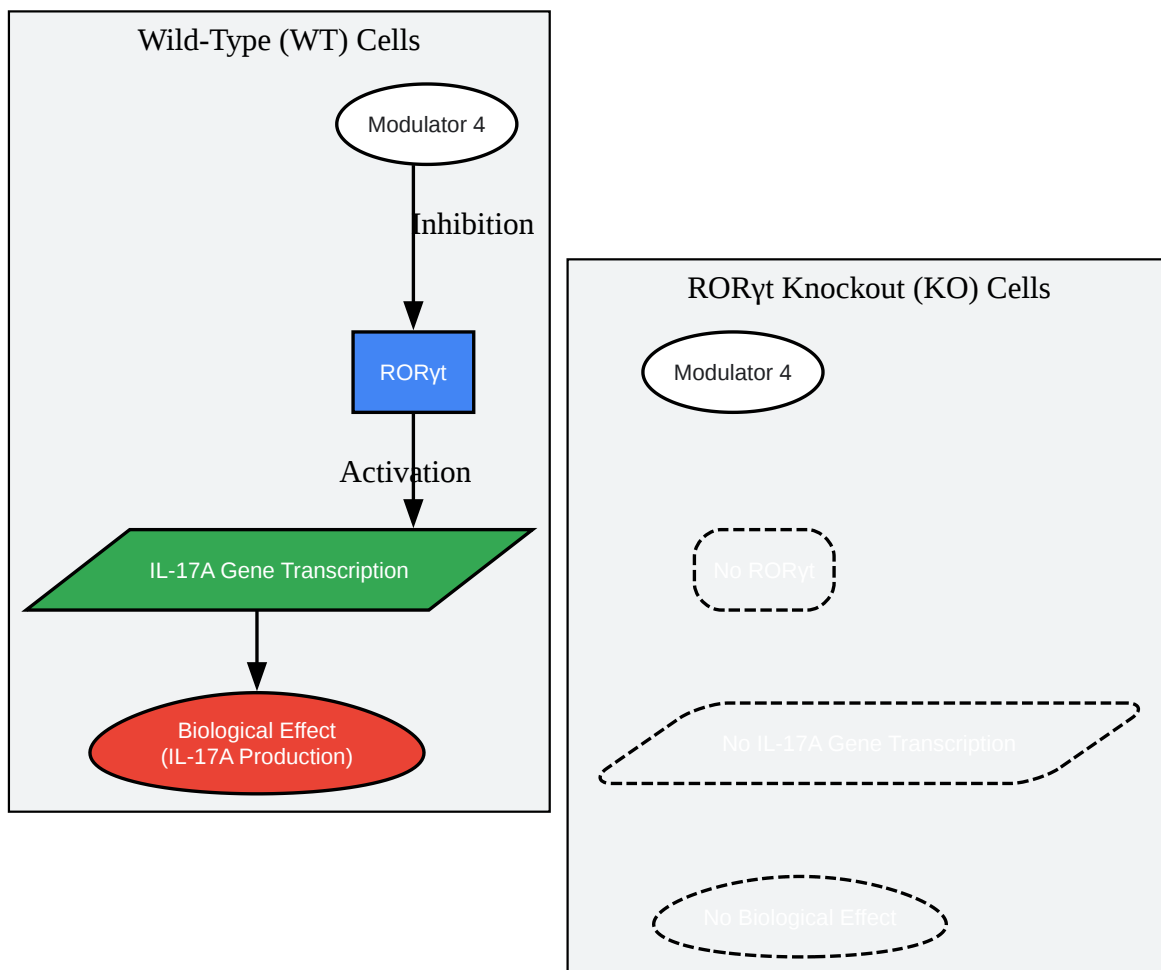 Wild-Type (WT) Cells
Modulator 4
Inhibition
RORγt
Activation
IL-17A Gene Transcription
Biological Effect
(IL-17A Production)
RORγt Knockout (KO) Cells
Modulator 4
No RORγt
No IL-17A Gene Transcription
No Biological Effect